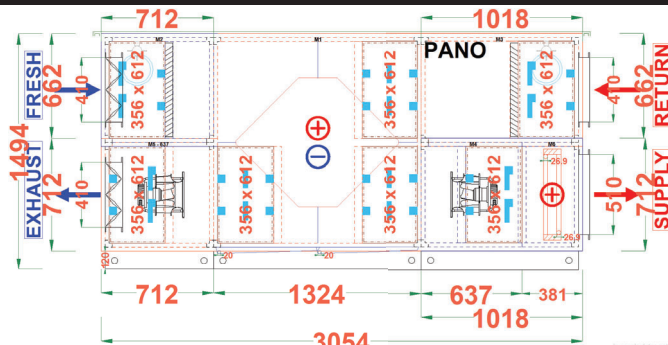 712
1018
M2
M1
M3
PANO
FRESH
662
410
356 x 612
356 x 612
356 x 612
410
662
RETURN
1494
EXHAUST
712
410
M5 - 637
356 x 612
356 x 612
356 x 612
M4
356 x 612
M6
26.9
26.9
510
712
SUPPLY
120
20
20
712
1324
637
381
1018
3054